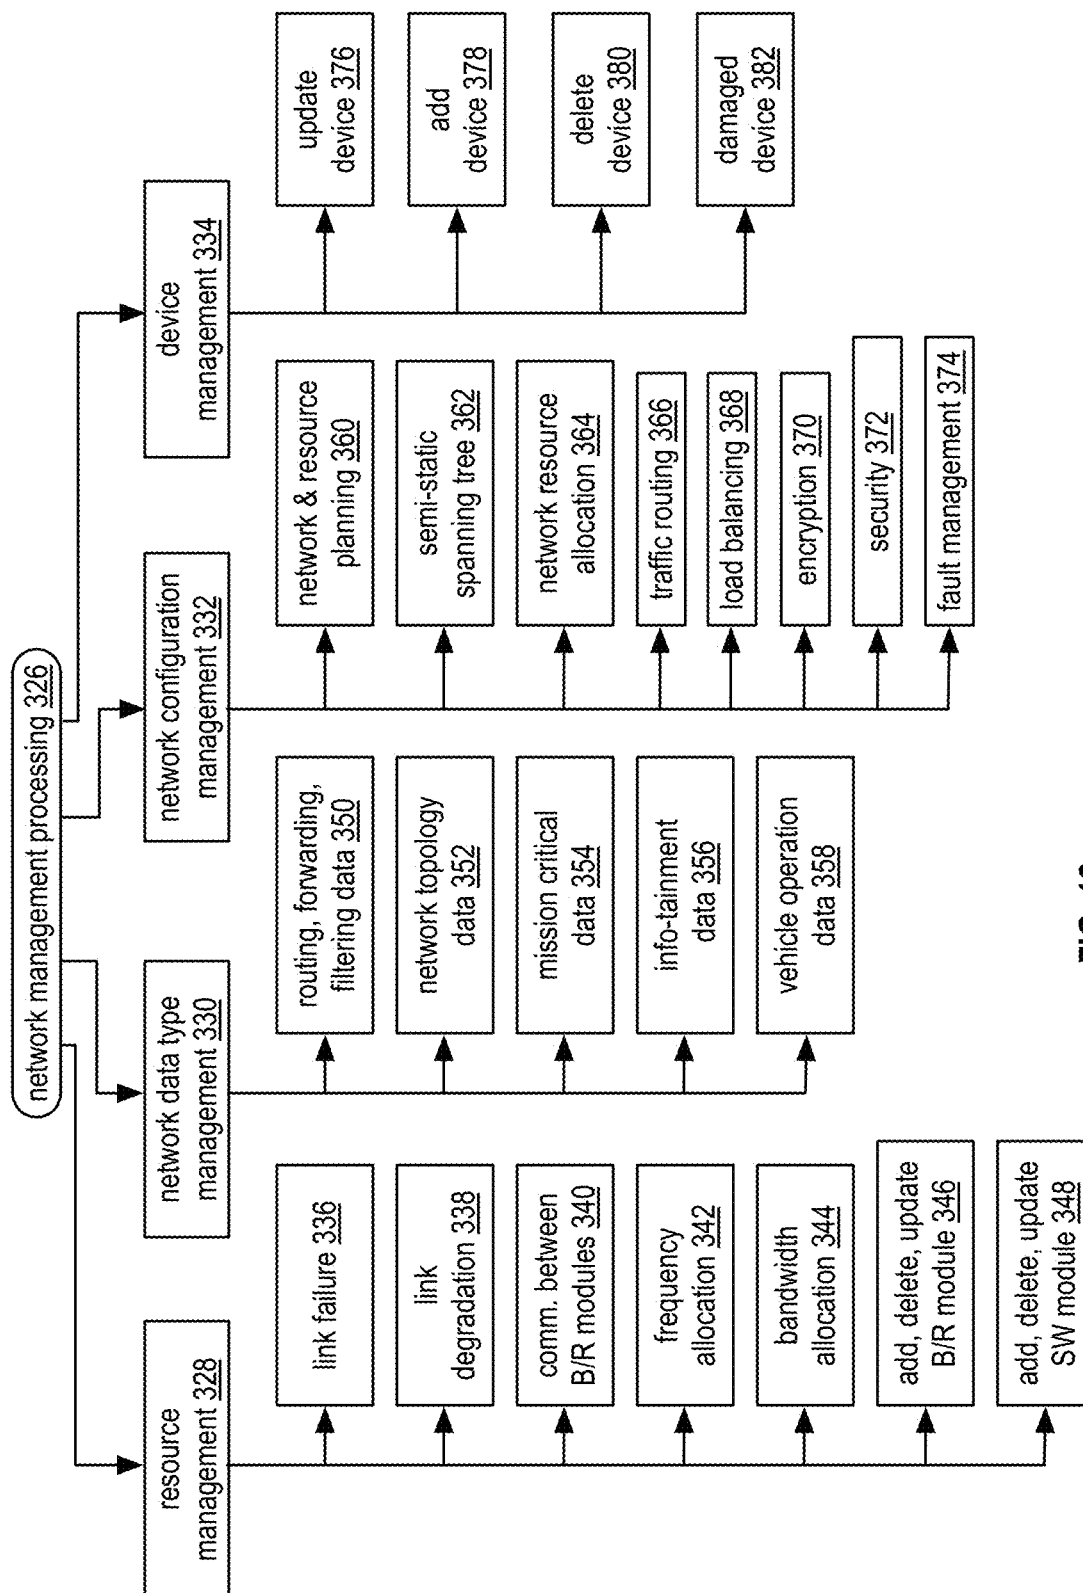 network management processing 326
resource
management 328
link failure 336
link
degradation 338
comm. between
B/R modules 340
frequency
allocation 342
bandwidth
allocation 344
add, delete, update
B/R module 346
add, delete, update
SW module 348
network data type
management 330
routing, forwarding,
filtering data 350
network topology
data 352
mission critical
data 354
info-tainment
data 356
vehicle operation
data 358
network configuration
management 332
network & resource
planning 360
semi-static
spanning tree 362
network resource
allocation 364
traffic routing 366
load balancing 368
encryption 370
security 372
fault management 374
device
management 334
update
device 376
add
device 378
delete
device 380
damaged
device 382